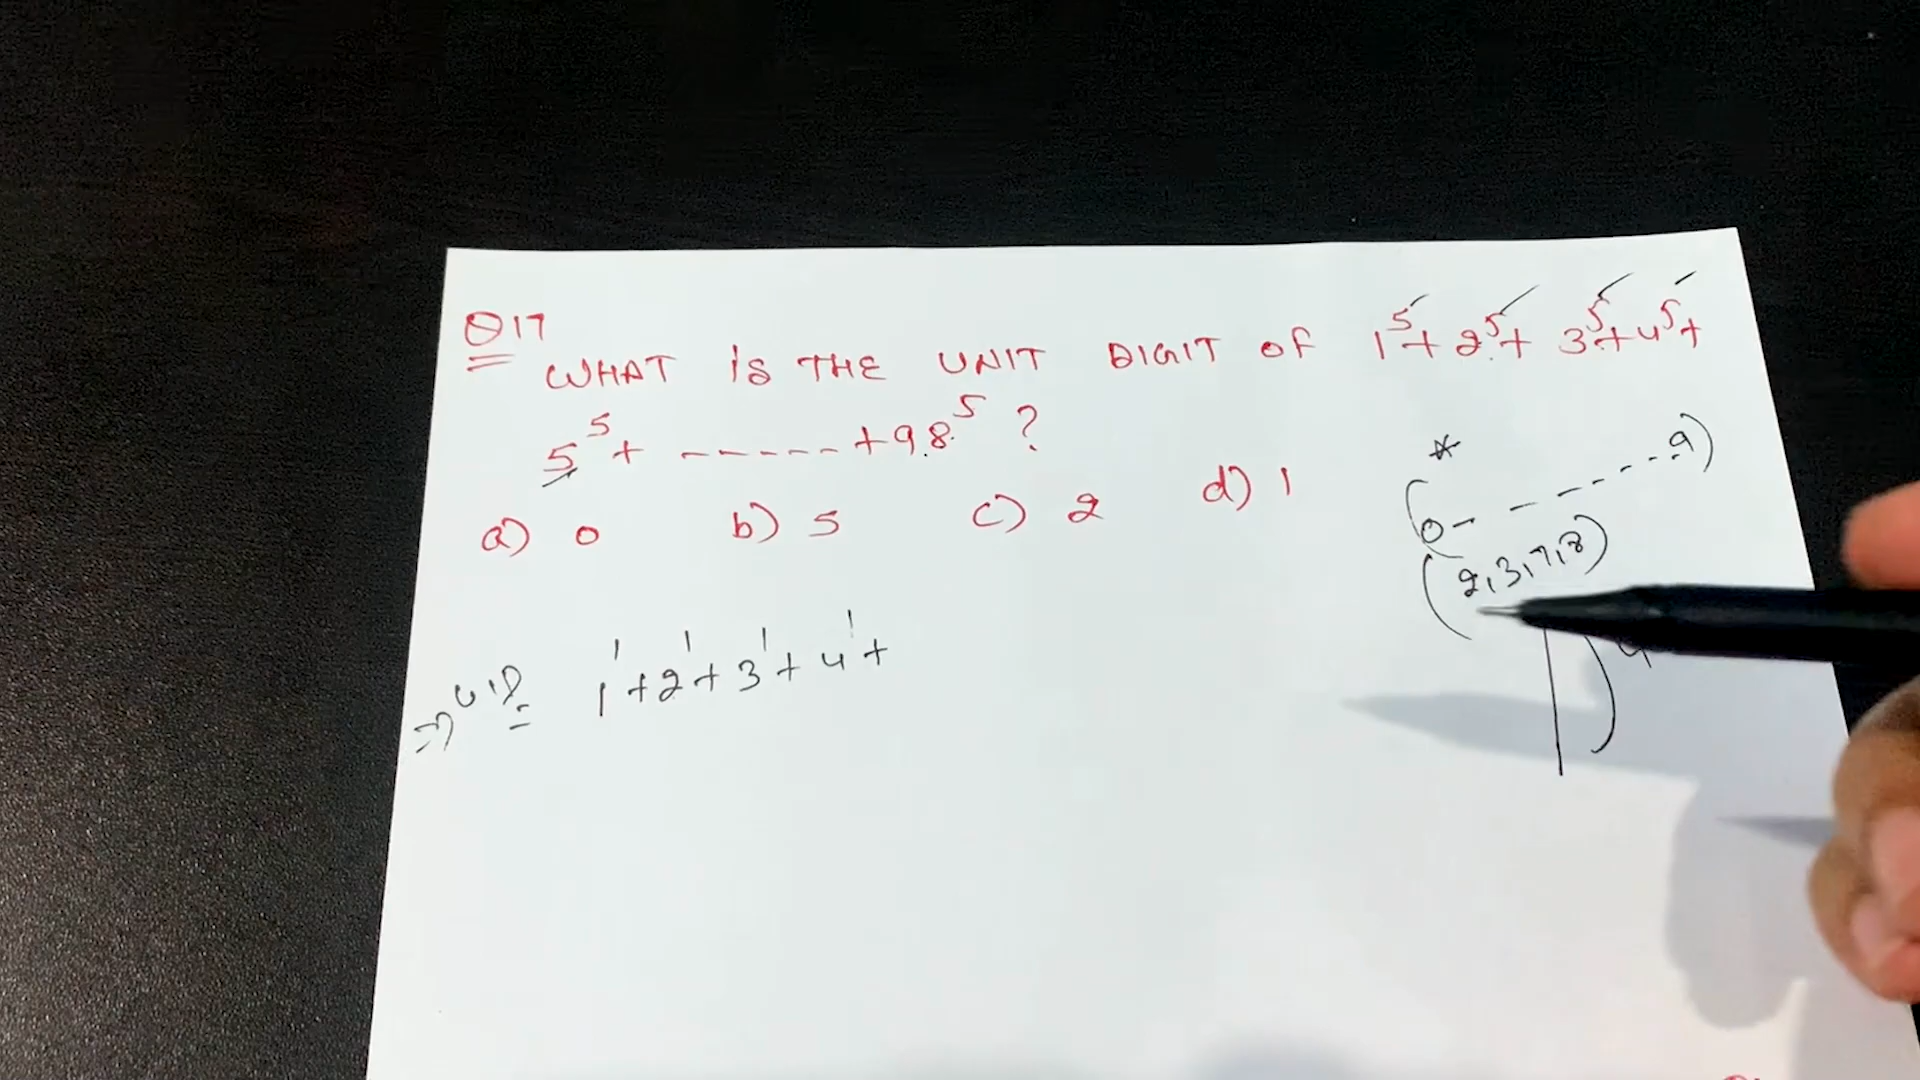 Q17
WHAT IS THE UNIT DIGIT OF 1⁵+ 2⁵+ 3⁵+4⁵+
5⁵+ ------+98⁵ ?
a) 0 b) 5 c) 2 d) 1
*
(0- - ------9)
(2,3,7,8)
4
⇒ U.D= 1¹+2¹+3¹+4¹+